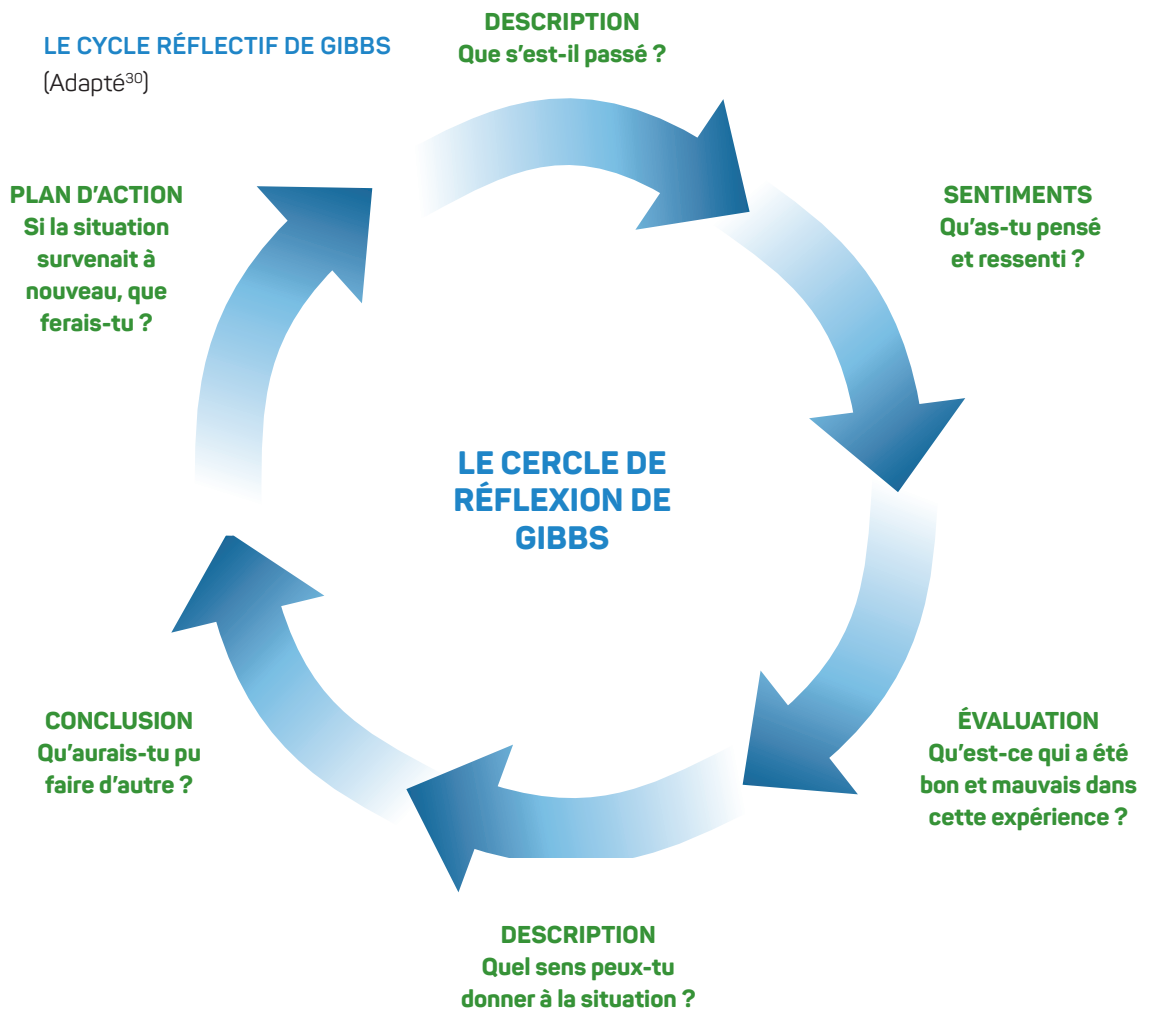 LE CYCLE RÉFLECTIF DE GIBBS
(Adapté³⁰)
DESCRIPTION
Que s'est-il passé ?
SENTIMENTS
Qu'as-tu pensé
et ressenti ?
ÉVALUATION
Qu'est-ce qui a été
bon et mauvais dans
cette expérience ?
DESCRIPTION
Quel sens peux-tu
donner à la situation ?
CONCLUSION
Qu'aurais-tu pu
faire d'autre ?
PLAN D'ACTION
Si la situation
survenait à
nouveau, que
ferais-tu ?
LE CERCLE DE
RÉFLEXION DE
GIBBS